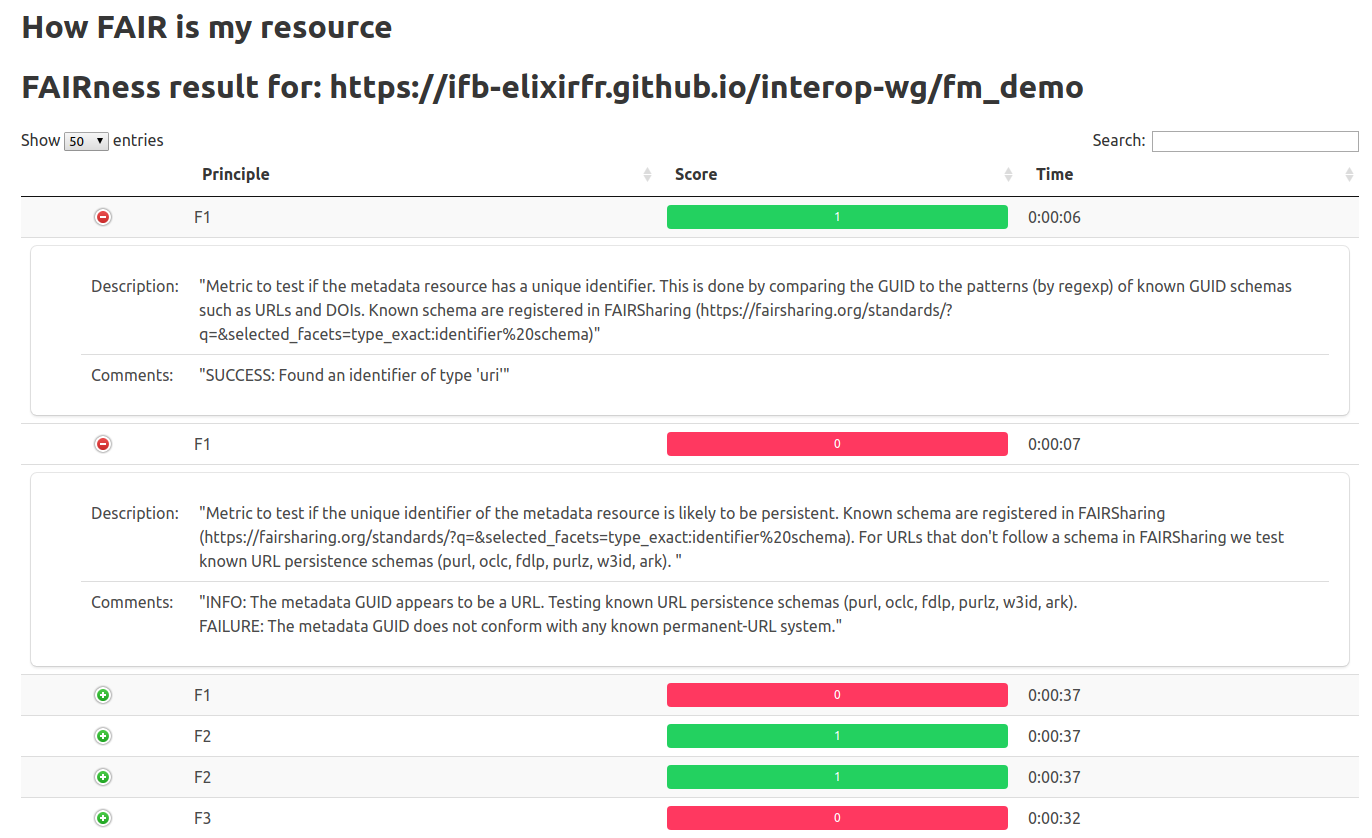 How FAIR is my resource
FAIRness result for: https://ifb-elixirfr.github.io/interop-wg/fm_demo
Show 50 entries Search:
Principle Score Time
F1 1 0:00:06
Description: "Metric to test if the metadata resource has a unique identifier. This is done by comparing the GUID to the patterns (by regexp) of known GUID schemas
such as URLs and DOIs. Known schema are registered in FAIRSharing (https://fairsharing.org/standards/?
q=&selected_facets=type_exact:identifier%20schema)"
Comments: "SUCCESS: Found an identifier of type 'uri'"
F1 0 0:00:07
Description: "Metric to test if the unique identifier of the metadata resource is likely to be persistent. Known schema are registered in FAIRSharing
(https://fairsharing.org/standards/?q=&selected_facets=type_exact:identifier%20schema). For URLs that don't follow a schema in FAIRSharing we test
known URL persistence schemas (purl, oclc, fdlp, purlz, w3id, ark). "
Comments: "INFO: The metadata GUID appears to be a URL. Testing known URL persistence schemas (purl, oclc, fdlp, purlz, w3id, ark).
FAILURE: The metadata GUID does not conform with any known permanent-URL system."
F1 0 0:00:37
F2 1 0:00:37
F2 1 0:00:37
F3 0 0:00:32